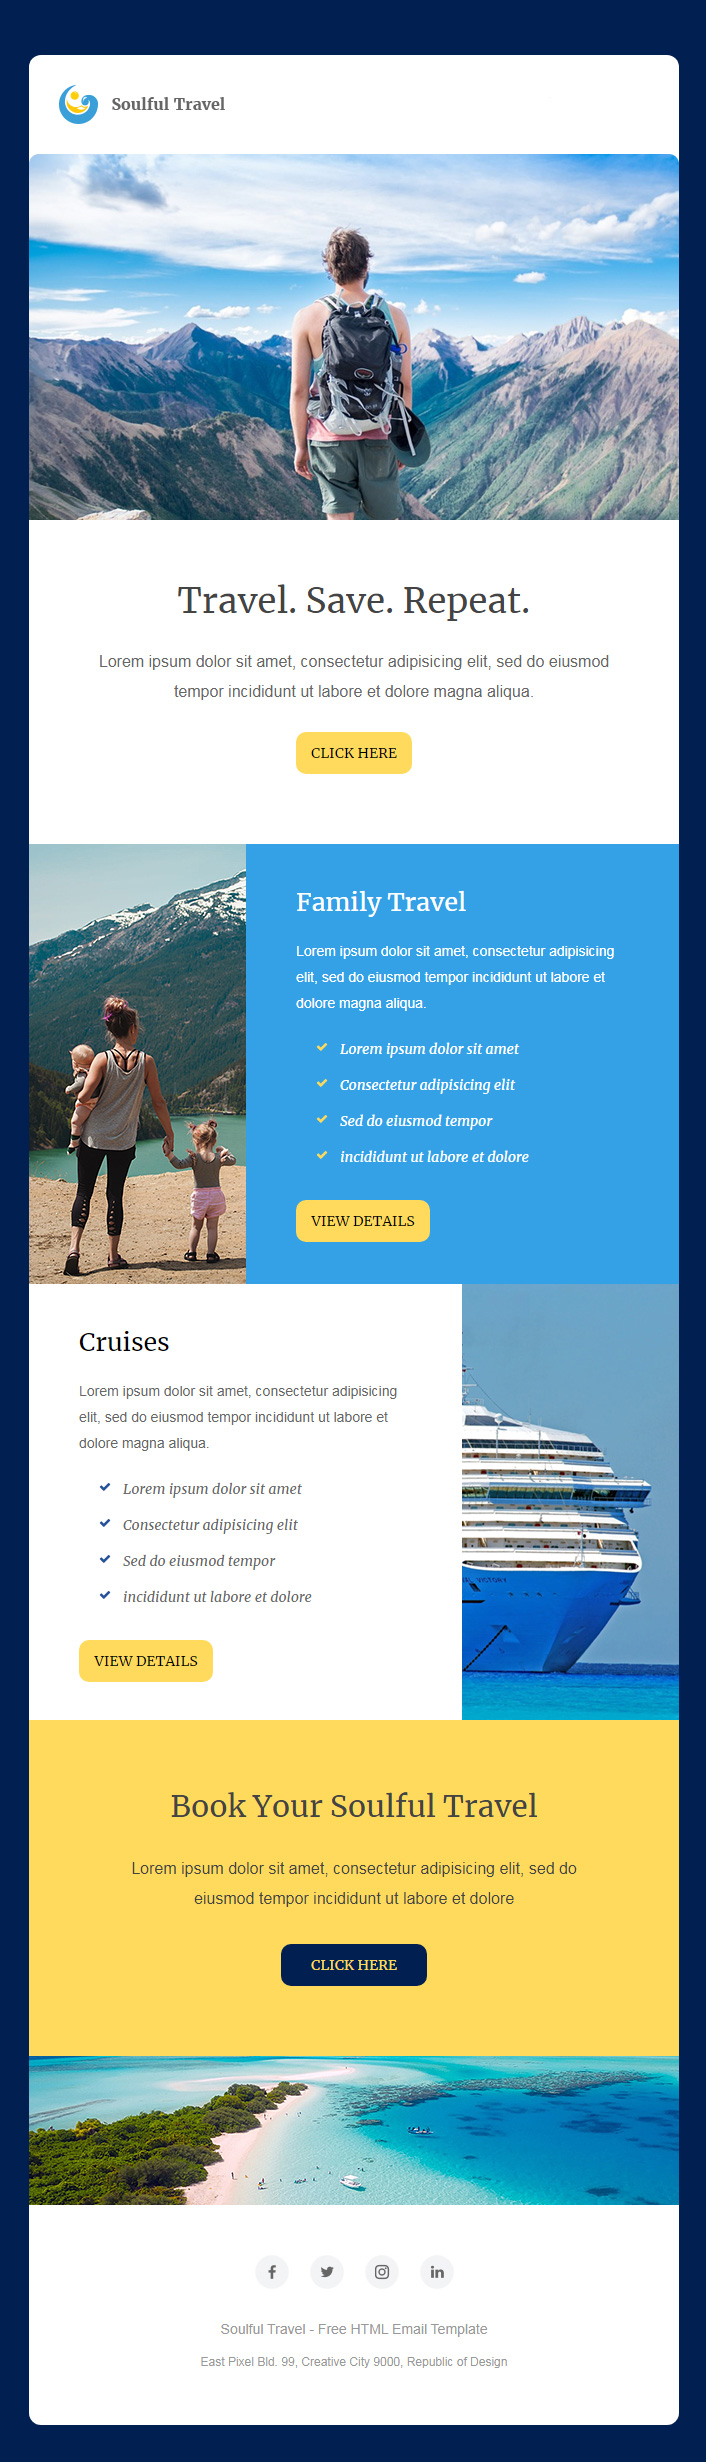 Soulful Travel
Travel. Save. Repeat.
Lorem ipsum dolor sit amet, consectetur adipisicing elit, sed do eiusmod
tempor incididunt ut labore et dolore magna aliqua.
CLICK HERE
Family Travel
Lorem ipsum dolor sit amet, consectetur adipisicing
elit, sed do eiusmod tempor incididunt ut labore et
dolore magna aliqua.
Lorem ipsum dolor sit amet
Consectetur adipisicing elit
Sed do eiusmod tempor
incididunt ut labore et dolore
VIEW DETAILS
Cruises
Lorem ipsum dolor sit amet, consectetur adipisicing
elit, sed do eiusmod tempor incididunt ut labore et
dolore magna aliqua.
Lorem ipsum dolor sit amet
Consectetur adipisicing elit
Sed do eiusmod tempor
incididunt ut labore et dolore
VIEW DETAILS
VICTORY
Book Your Soulful Travel
Lorem ipsum dolor sit amet, consectetur adipisicing elit, sed do
eiusmod tempor incididunt ut labore et dolore
CLICK HERE
Soulful Travel - Free HTML Email Template
East Pixel Bld. 99, Creative City 9000, Republic of Design